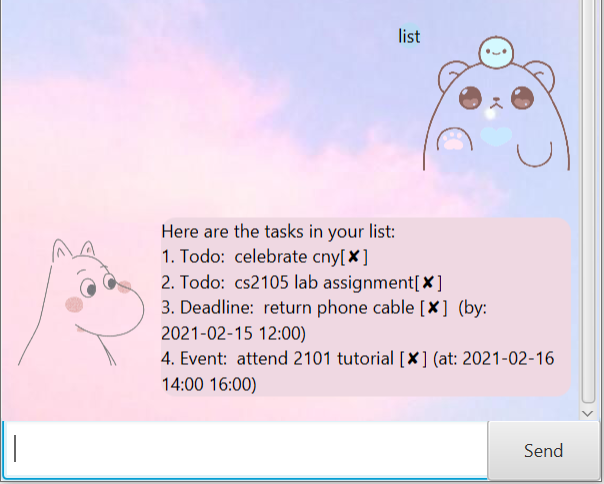 list
Here are the tasks in your list:
1. Todo:  celebrate cny[✘]
2. Todo:  cs2105 lab assignment[✘]
3. Deadline:  return phone cable [✘]  (by:
2021-02-15 12:00)
4. Event:  attend 2101 tutorial [✘] (at: 2021-02-16
14:00 16:00)
Send